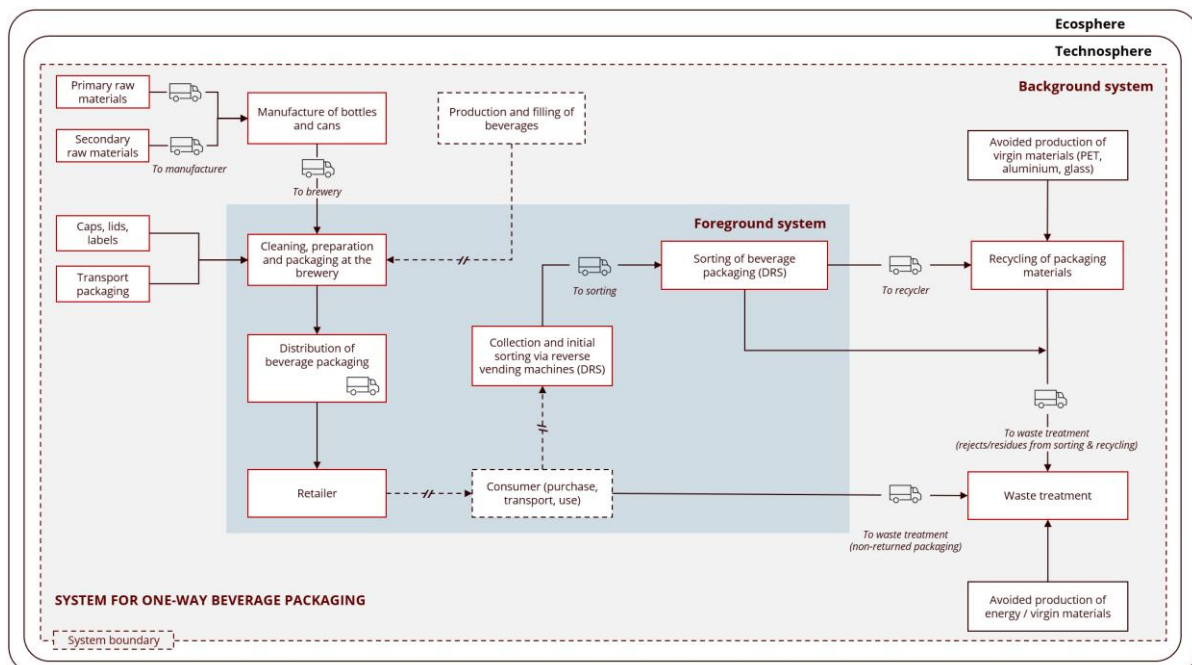 Ecosphere
Technosphere
Background system
Primary raw
materials
Secondary raw
materials
To manufacturer
Manufacture of bottles
and cans
To brewery
Production and filling of
beverages
Avoided production of
virgin materials (PET,
aluminium, glass)
Caps, lids,
labels
Transport
packaging
Foreground system
Cleaning, preparation
and packaging at the
brewery
To sorting
Sorting of beverage
packaging (DRS)
To recycler
Recycling of packaging
materials
Distribution of
beverage packaging
Collection and initial
sorting via reverse
vending machines (DRS)
To waste treatment
(rejects/residues from sorting & recycling)
Retailer
Consumer (purchase,
transport, use)
Waste treatment
To waste treatment
(non-returned packaging)
SYSTEM FOR ONE-WAY BEVERAGE PACKAGING
Avoided production of
energy / virgin materials
System boundary